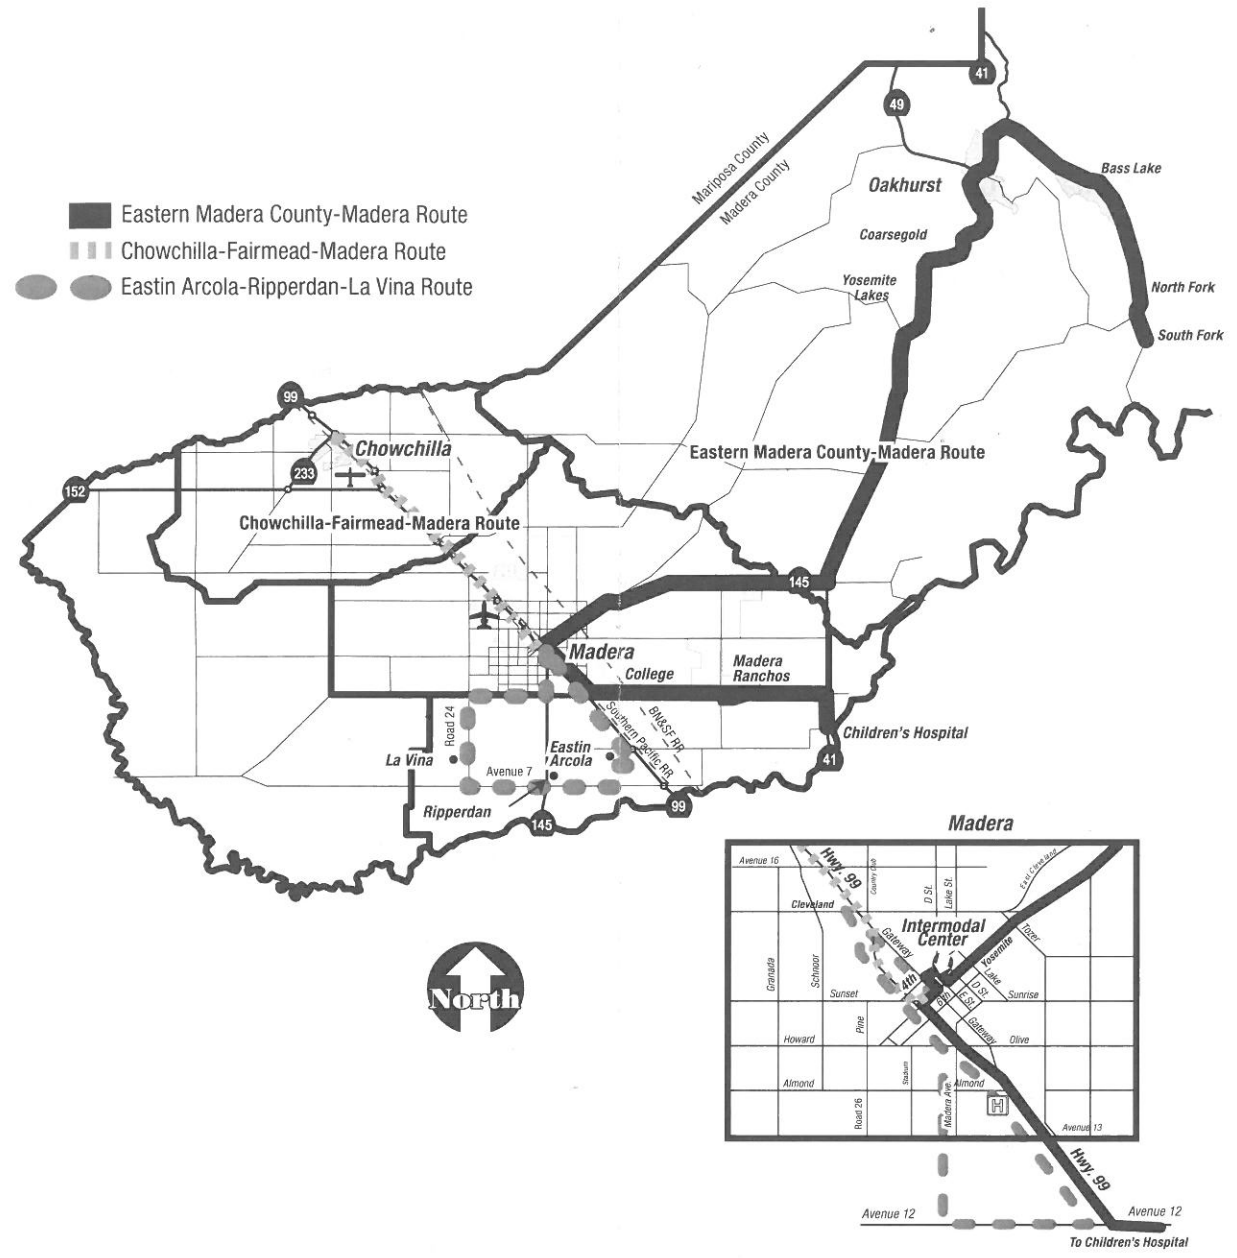 41
49
Mariposa County
Madera County
Bass Lake
Oakhurst
Coarsegold
Yosemite
Lakes
North Fork
South Fork
Eastern Madera County-Madera Route
Chowchilla-Fairmead-Madera Route
Eastin Arcola-Ripperdan-La Vina Route
99
Chowchilla
233
152
Eastern Madera County-Madera Route
Chowchilla-Fairmead-Madera Route
145
Madera
College
Madera
Ranchos
Road 24
Southern Pacific RR
BN&SF RR
Children's Hospital
La Vina
Eastin
Arcola
Avenue 7
41
Ripperdan
99
145
Madera
Avenue 16
Hwy. 99
Country Club
D St.
Lake St.
East Cleveland
Cleveland
Gateway
Intermodal
Center
Yosemite
Tozer
Granada
Schnoor
4th
Lake
D St.
E St.
6th
Sunset
Sunrise
Pine
Gateway
Howard
Olive
Stadium
Almond
Almond
Madera Ave.
H
Road 26
Avenue 13
Hwy. 99
Avenue 12
Avenue 12
To Children's Hospital
North